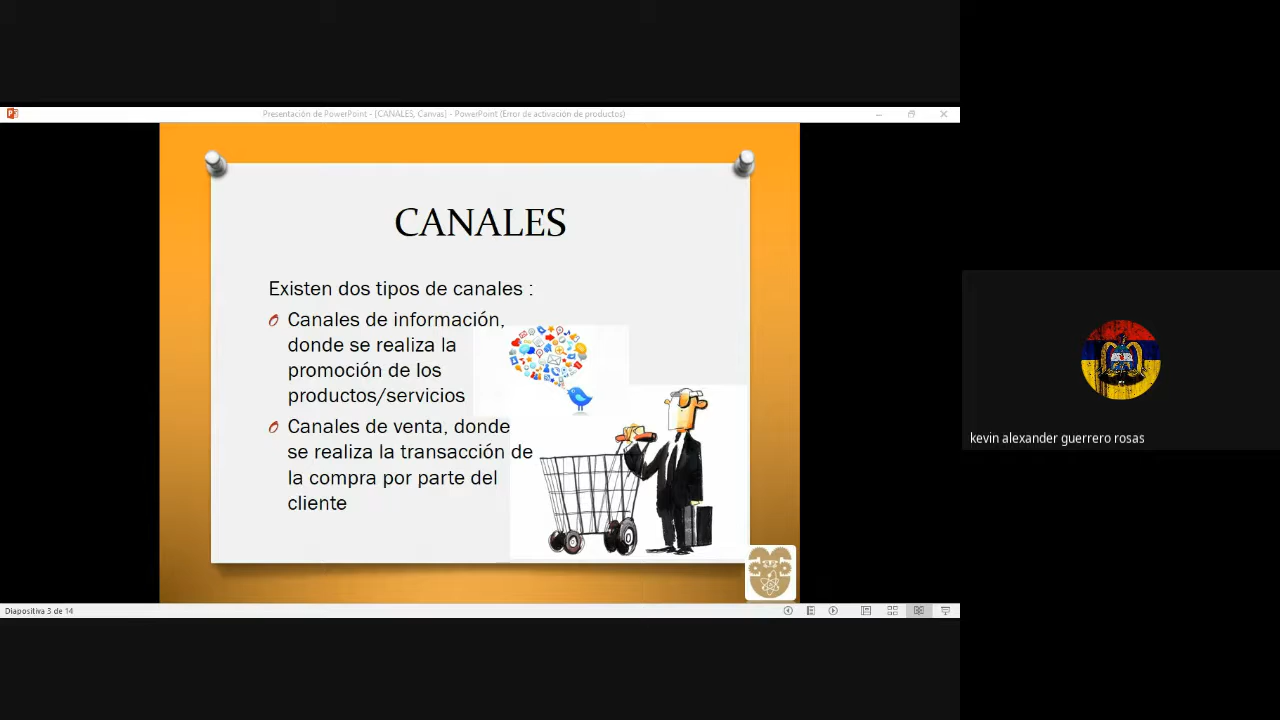 Presentación de PowerPoint - [CANALES, Canvas] - PowerPoint (Error de activación de productos)
CANALES
Existen dos tipos de canales :
Canales de información,
donde se realiza la
promoción de los
productos/servicios
Canales de venta, donde
se realiza la transacción de
la compra por parte del
cliente
kevin alexander guerrero rosas
Diapositiva 3 de 14